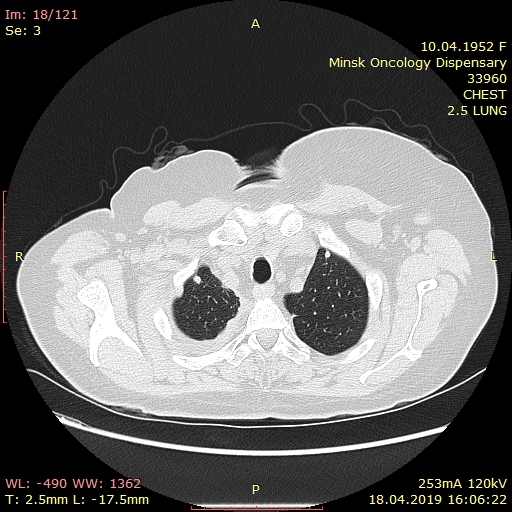 Im: 18/121
Se: 3
A
10.04.1952 F
Minsk Oncology Dispensary
33960
CHEST
2.5 LUNG
R
L
WL: -490 WW: 1362
T: 2.5mm L: -17.5mm
P
253mA 120kV
18.04.2019 16:06:22